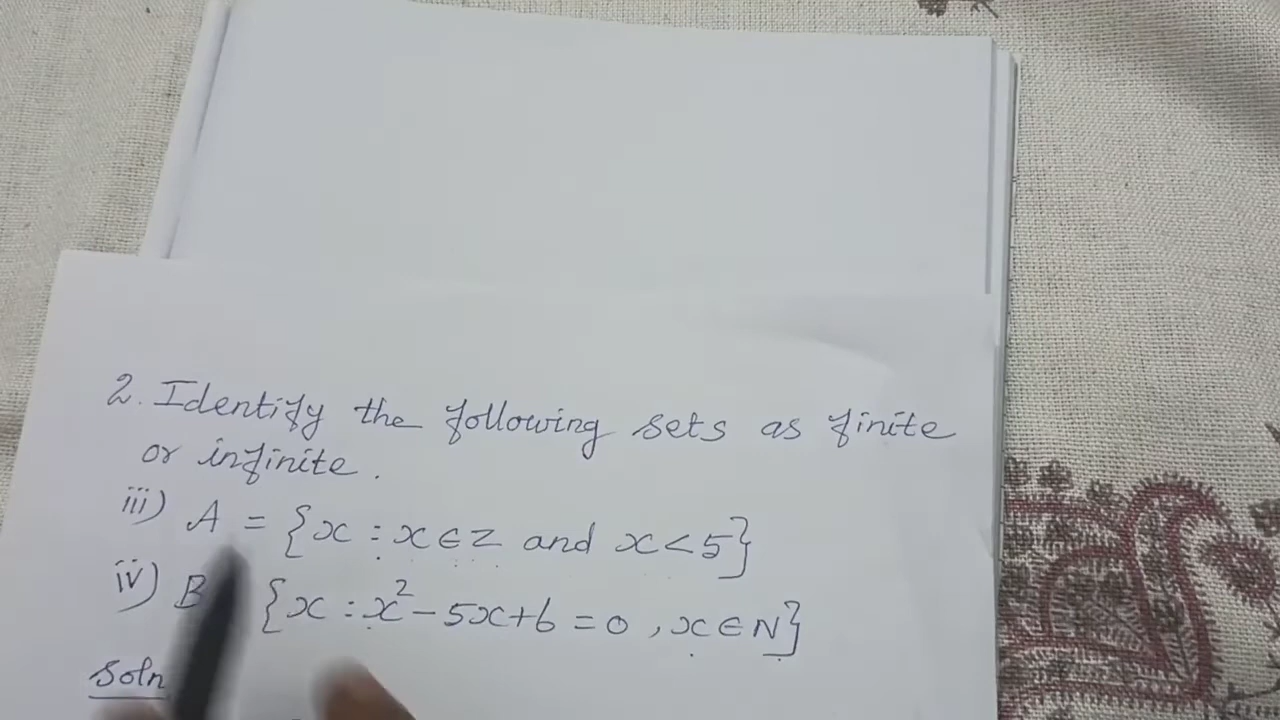 2. Identify the following sets as finite
or infinite.
iii) A = {x : x ∈ Z and x < 5}
iv) B {x : x² - 5x + 6 = 0, x ∈ N}
Soln